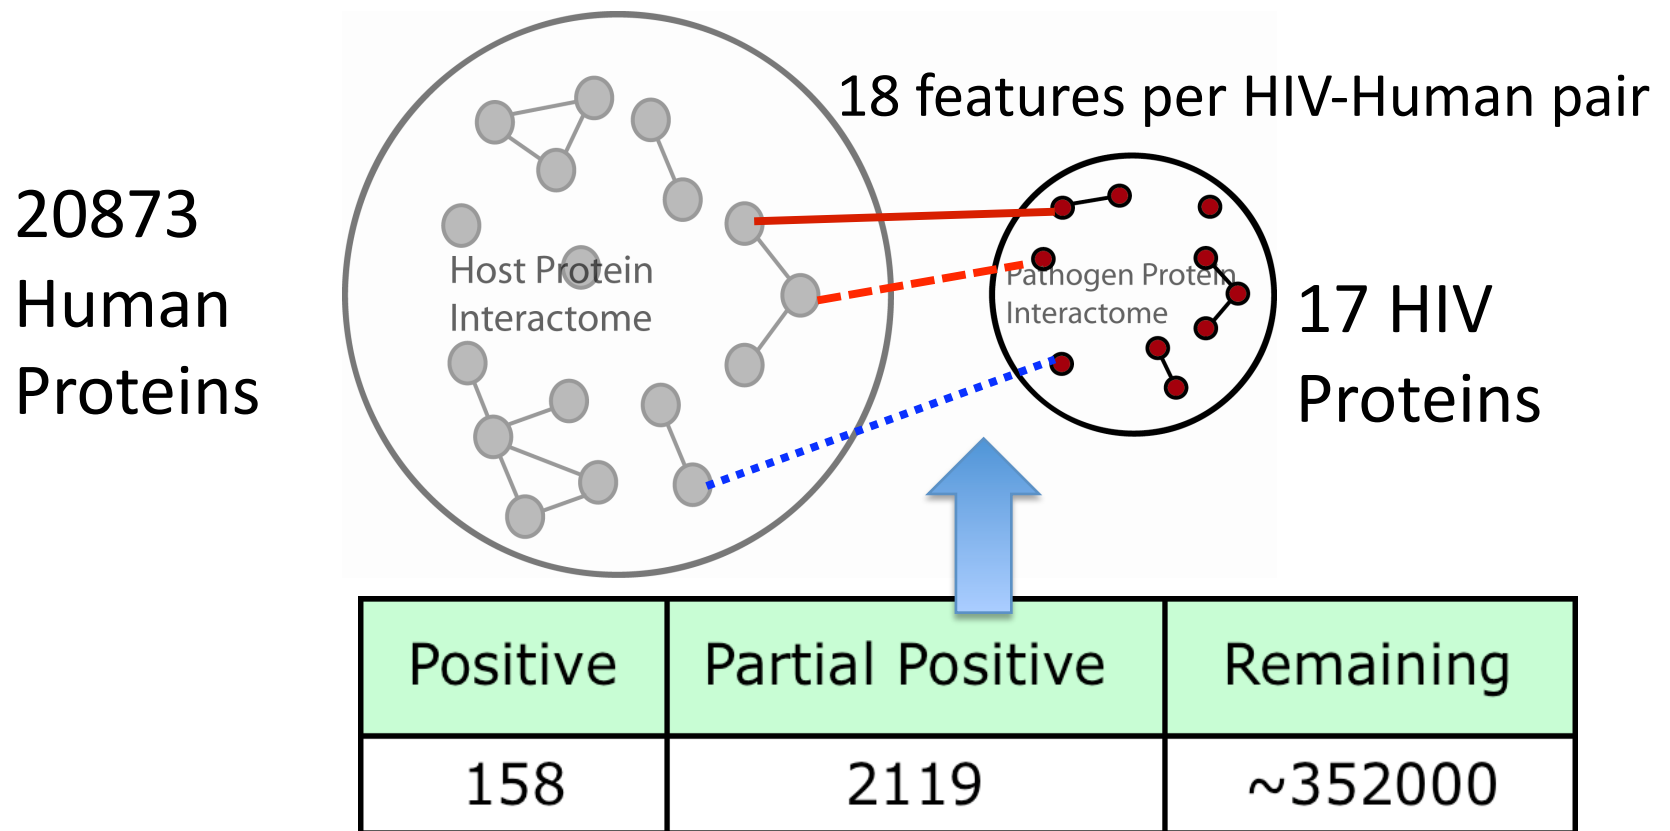 18 features per HIV-Human pair
20873
Human
Proteins
Host Protein
Interactome
Pathogen Protein
Interactome
17 HIV
Proteins
Positive
Partial Positive
Remaining
158
2119
~352000